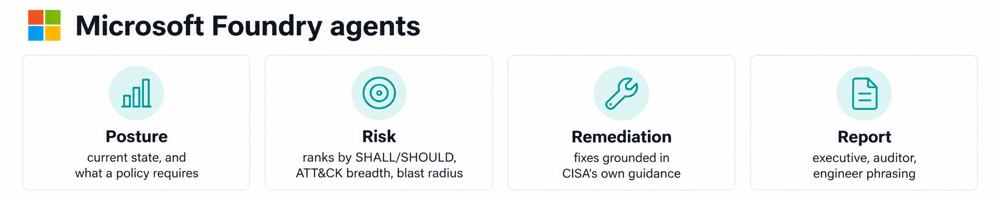 Microsoft Foundry agents
Posture
current state, and
what a policy requires
Risk
ranks by SHALL/SHOULD,
ATT&CK breadth, blast radius
Remediation
fixes grounded in
CISA's own guidance
Report
executive, auditor,
engineer phrasing